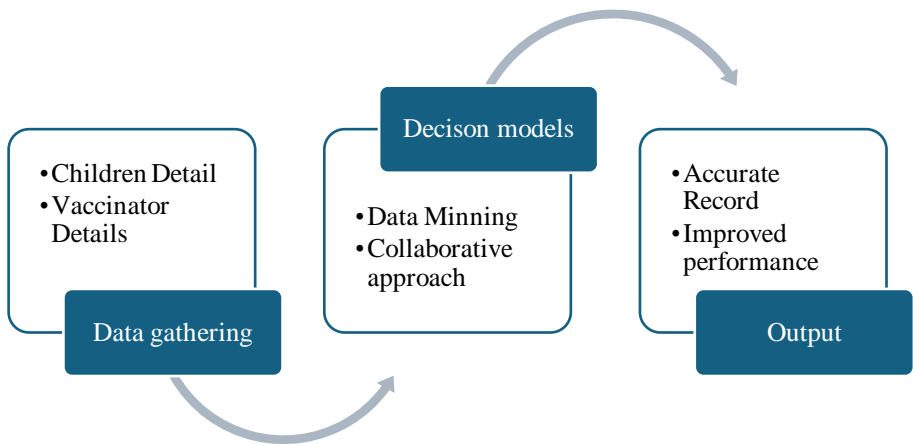 • Children Detail
• Vaccinator
Details
Data gathering
Decison models
• Data Minning
• Collaborative
approach
• Accurate
Record
• Improved
performance
Output